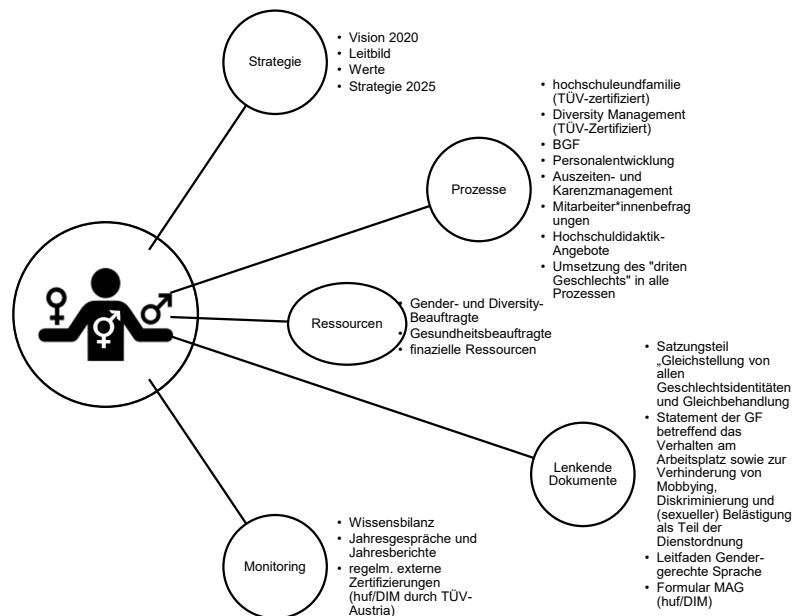 Strategie
• Vision 2020
• Leitbild
• Werte
• Strategie 2025
Prozesse
• hochschuleundfamilie
(TÜV-zertifiziert)
• Diversity Management
(TÜV-Zertifiziert)
• BGF
• Personalentwicklung
• Auszeiten- und
Karenzmanagement
• Mitarbeiter*innenbefrag
ungen
• Hochschuldidaktik-
Angebote
• Umsetzung des "driten
Geschlechts" in alle
Prozessen
Ressourcen
• Gender- und Diversity-
Beauftragte
• Gesundheitsbeauftragte
• finazielle Ressourcen
Lenkende
Dokumente
• Satzungsteil
„Gleichstellung von
allen
Geschlechtsidentitäten
und Gleichbehandlung
• Statement der GF
betreffend das
Verhalten am
Arbeitsplatz sowie zur
Verhinderung von
Mobbying,
Diskriminierung und
(sexueller) Belästigung
als Teil der
Dienstordnung
• Leitfaden Gender-
gerechte Sprache
• Formular MAG
(huf/DIM)
Monitoring
• Wissensbilanz
• Jahresgespräche und
Jahresberichte
• regelm. externe
Zertifizierungen
(huf/DIM durch TÜV-
Austria)